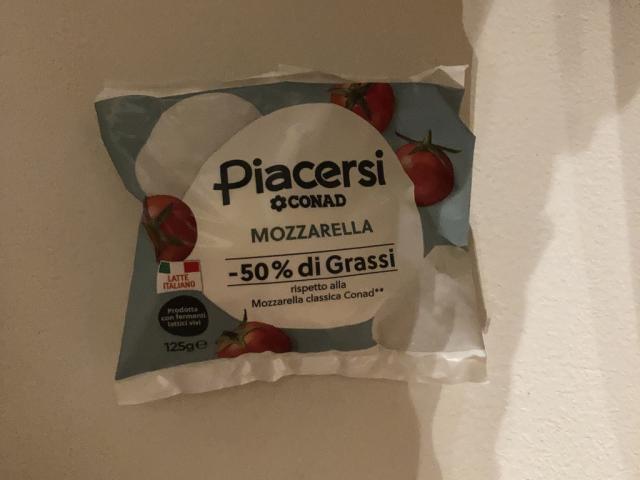 Piacersi
CONAD
MOZZARELLA
-50% di Grassi
rispetto alla
Mozzarella classica Conad**
LATTE
ITALIANO
Prodotta
con fermenti
lattici vivi
125g ℮